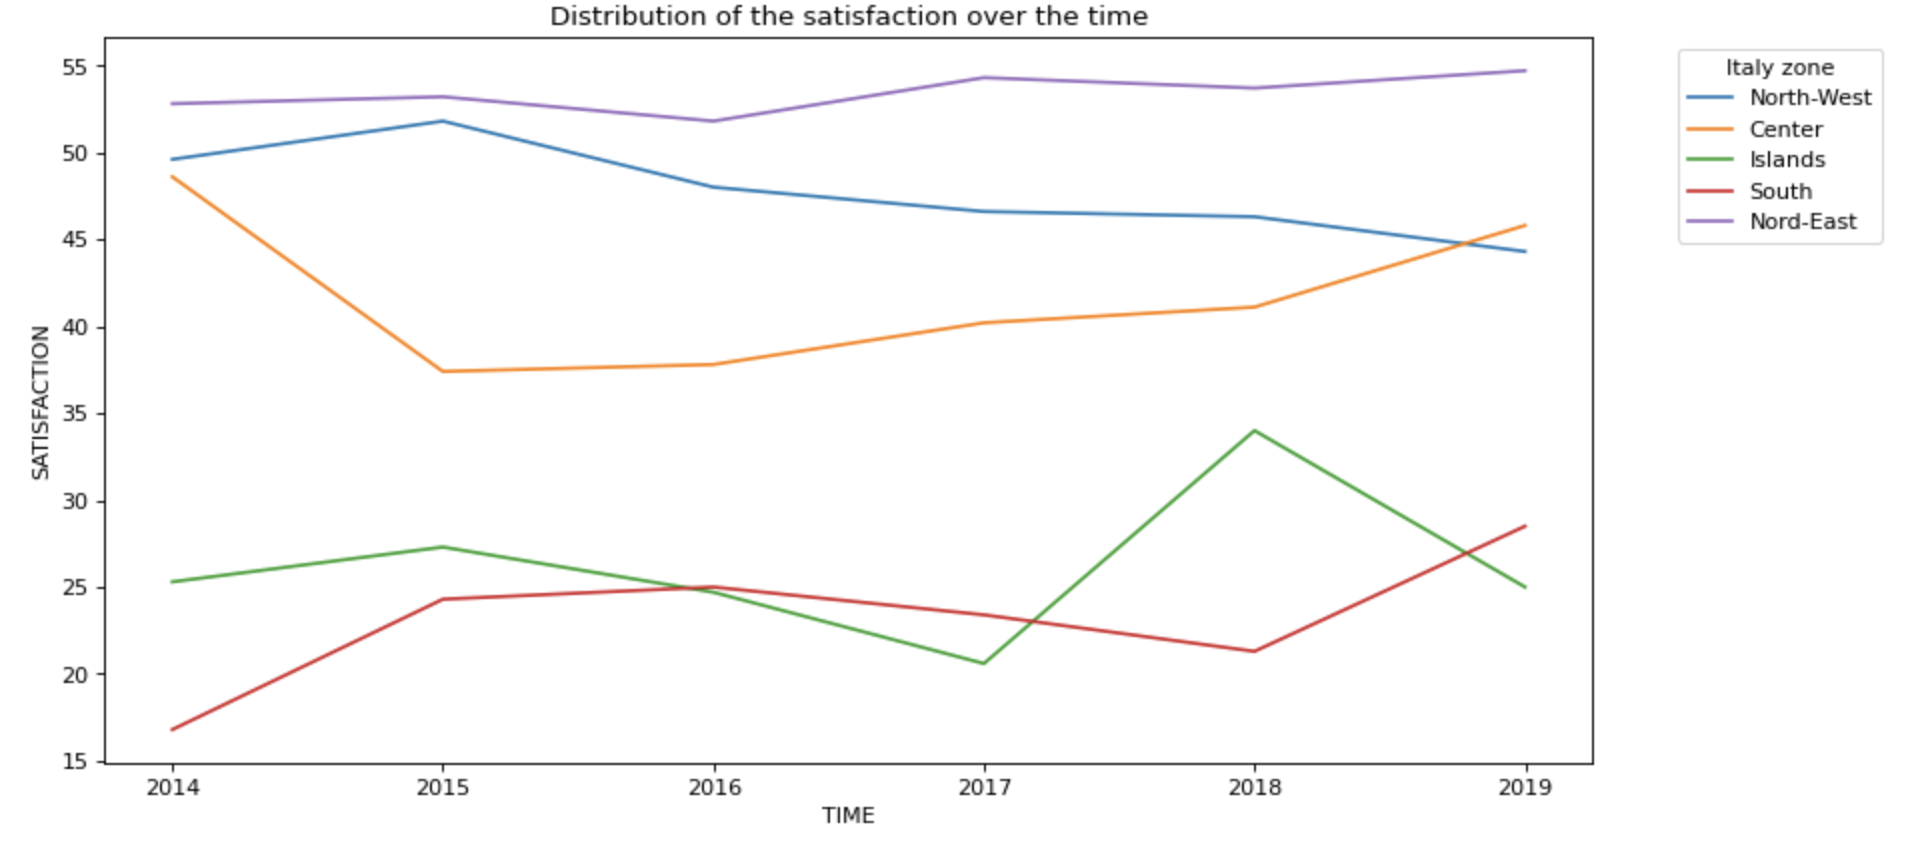 Distribution of the satisfaction over the time
SATISFACTION
55
50
45
40
35
30
25
20
15
2014 2015 2016 2017 2018 2019
TIME
Italy zone
North-West
Center
Islands
South
Nord-East